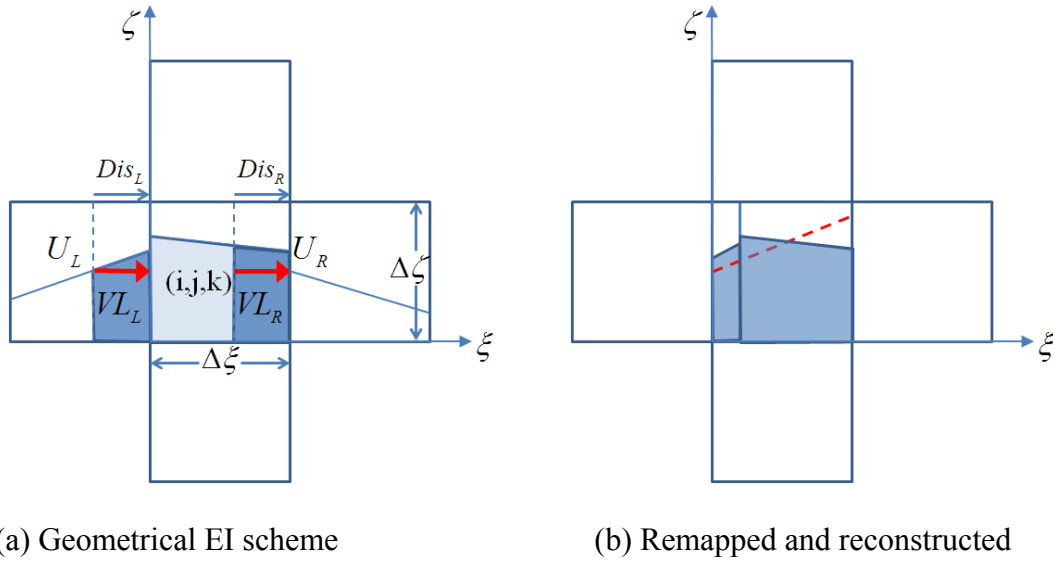 ζ ζ
Dis_L Dis_R
U_L U_R
(i,j,k) Δζ
VL_L VL_R
ξ ξ
Δξ
(a) Geometrical EI scheme (b) Remapped and reconstructed